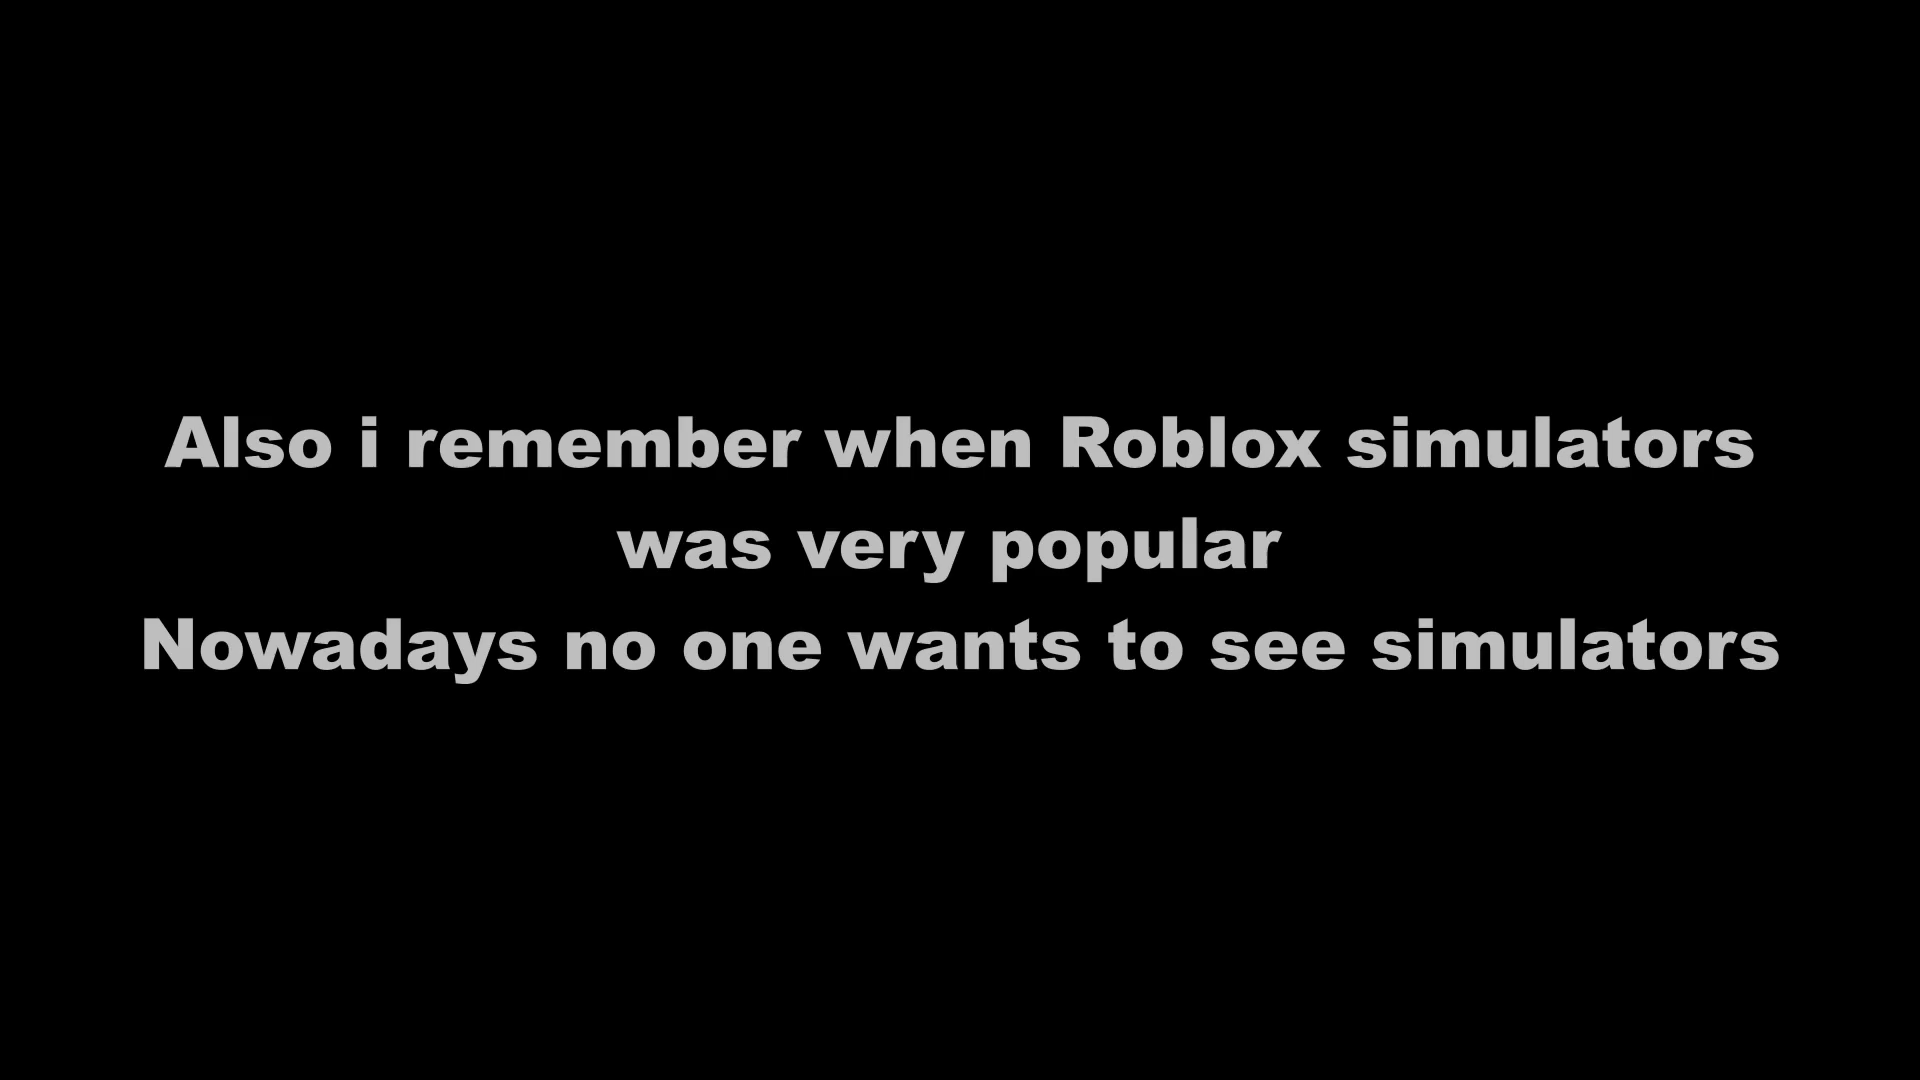 Also i remember when Roblox simulators
was very popular
Nowadays no one wants to see simulators